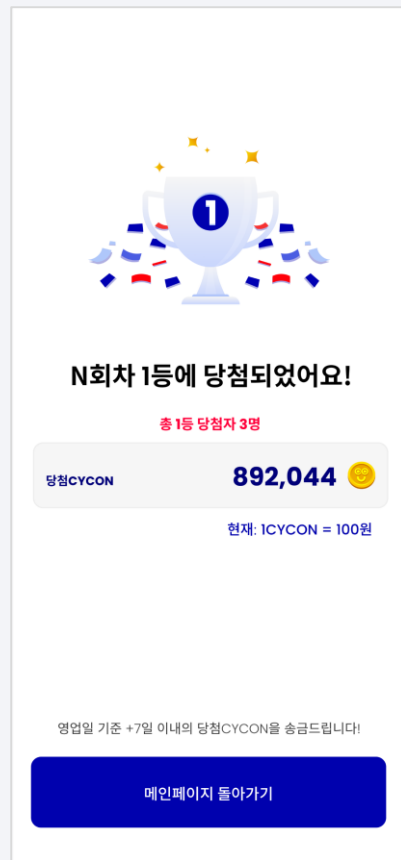 1
N회차 1등에 당첨되었어요!
총 1등 당첨자 3명
당첨CYCON 892,044
현재: 1CYCON = 100원
영업일 기준 +7일 이내의 당첨CYCON을 송금드립니다!
메인페이지 돌아가기